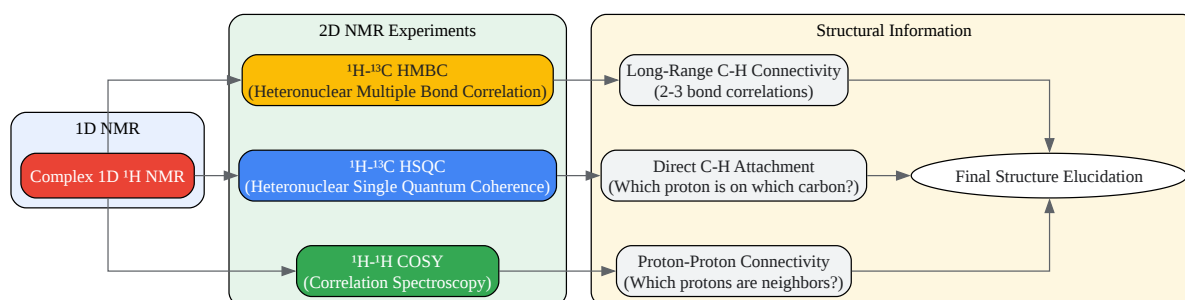 2D NMR Experiments
Structural Information
¹H-¹³C HMBC
(Heteronuclear Multiple Bond Correlation)
Long-Range C-H Connectivity
(2-3 bond correlations)
1D NMR
Complex 1D ¹H NMR
¹H-¹³C HSQC
(Heteronuclear Single Quantum Coherence)
Direct C-H Attachment
(Which proton is on which carbon?)
Final Structure Elucidation
¹H-¹H COSY
(Correlation Spectroscopy)
Proton-Proton Connectivity
(Which protons are neighbors?)